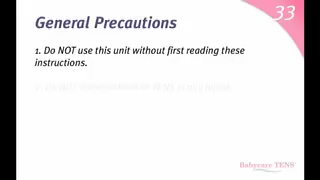 33
General Precautions
1. Do NOT use this unit without first reading these
instructions.
Babycare TENS